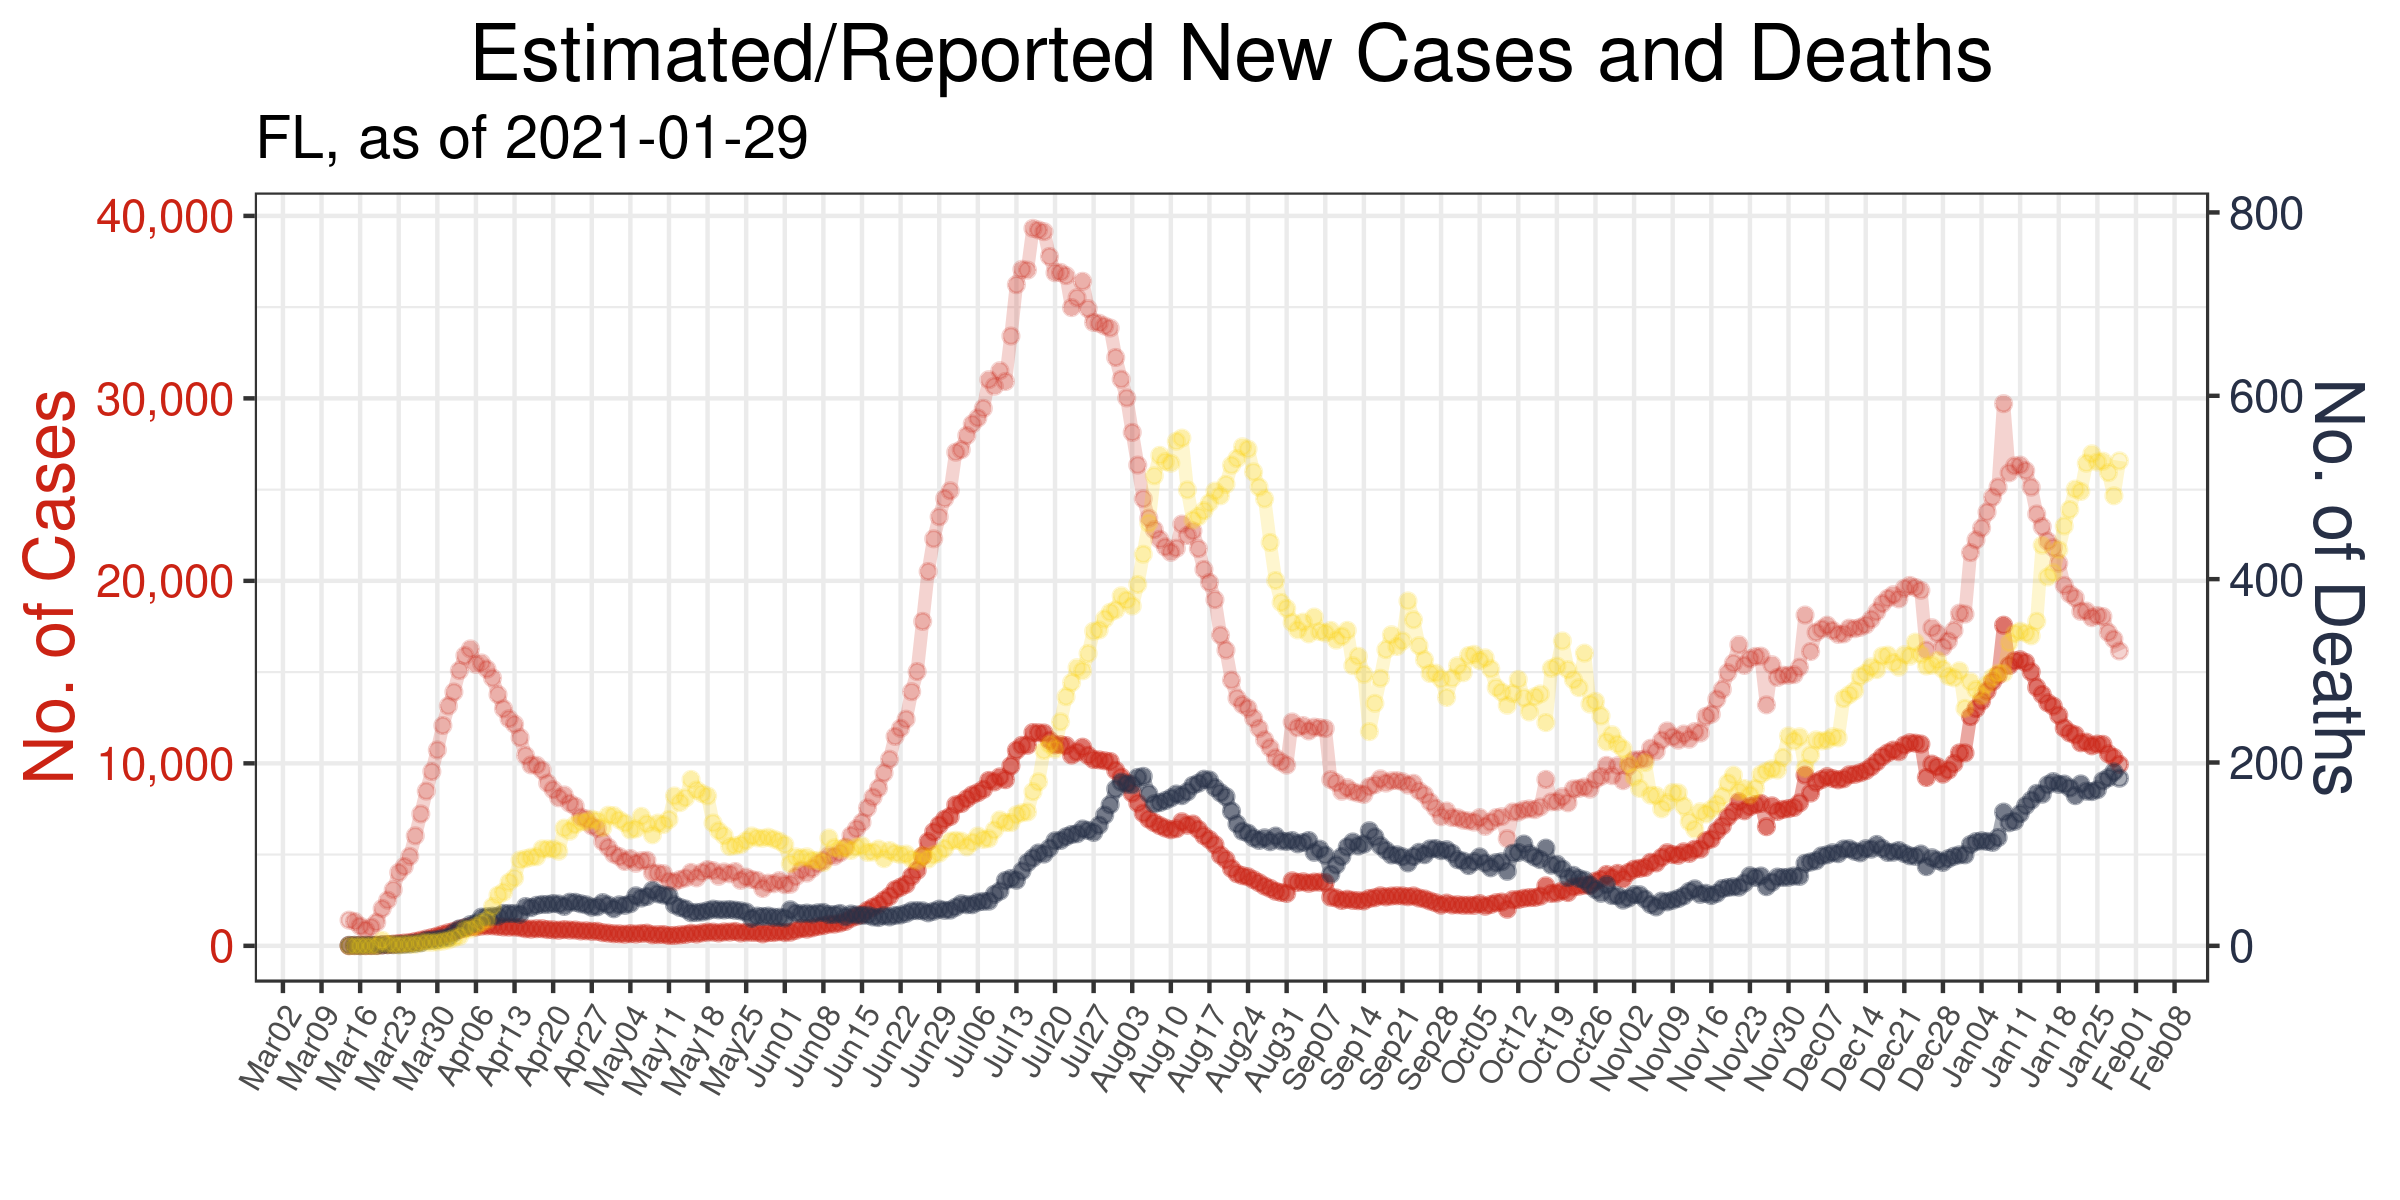 Estimated/Reported New Cases and Deaths
FL, as of 2021-01-29
No. of Cases
40,000
30,000
20,000
10,000
0
800
600
400
200
0
No. of Deaths
Mar02
Mar09
Mar16
Mar23
Mar30
Apr06
Apr13
Apr20
Apr27
May04
May11
May18
May25
Jun01
Jun08
Jun15
Jun22
Jun29
Jul06
Jul13
Jul20
Jul27
Aug03
Aug10
Aug17
Aug24
Aug31
Sep07
Sep14
Sep21
Sep28
Oct05
Oct12
Oct19
Oct26
Nov02
Nov09
Nov16
Nov23
Nov30
Dec07
Dec14
Dec21
Dec28
Jan04
Jan11
Jan18
Jan25
Feb01
Feb08